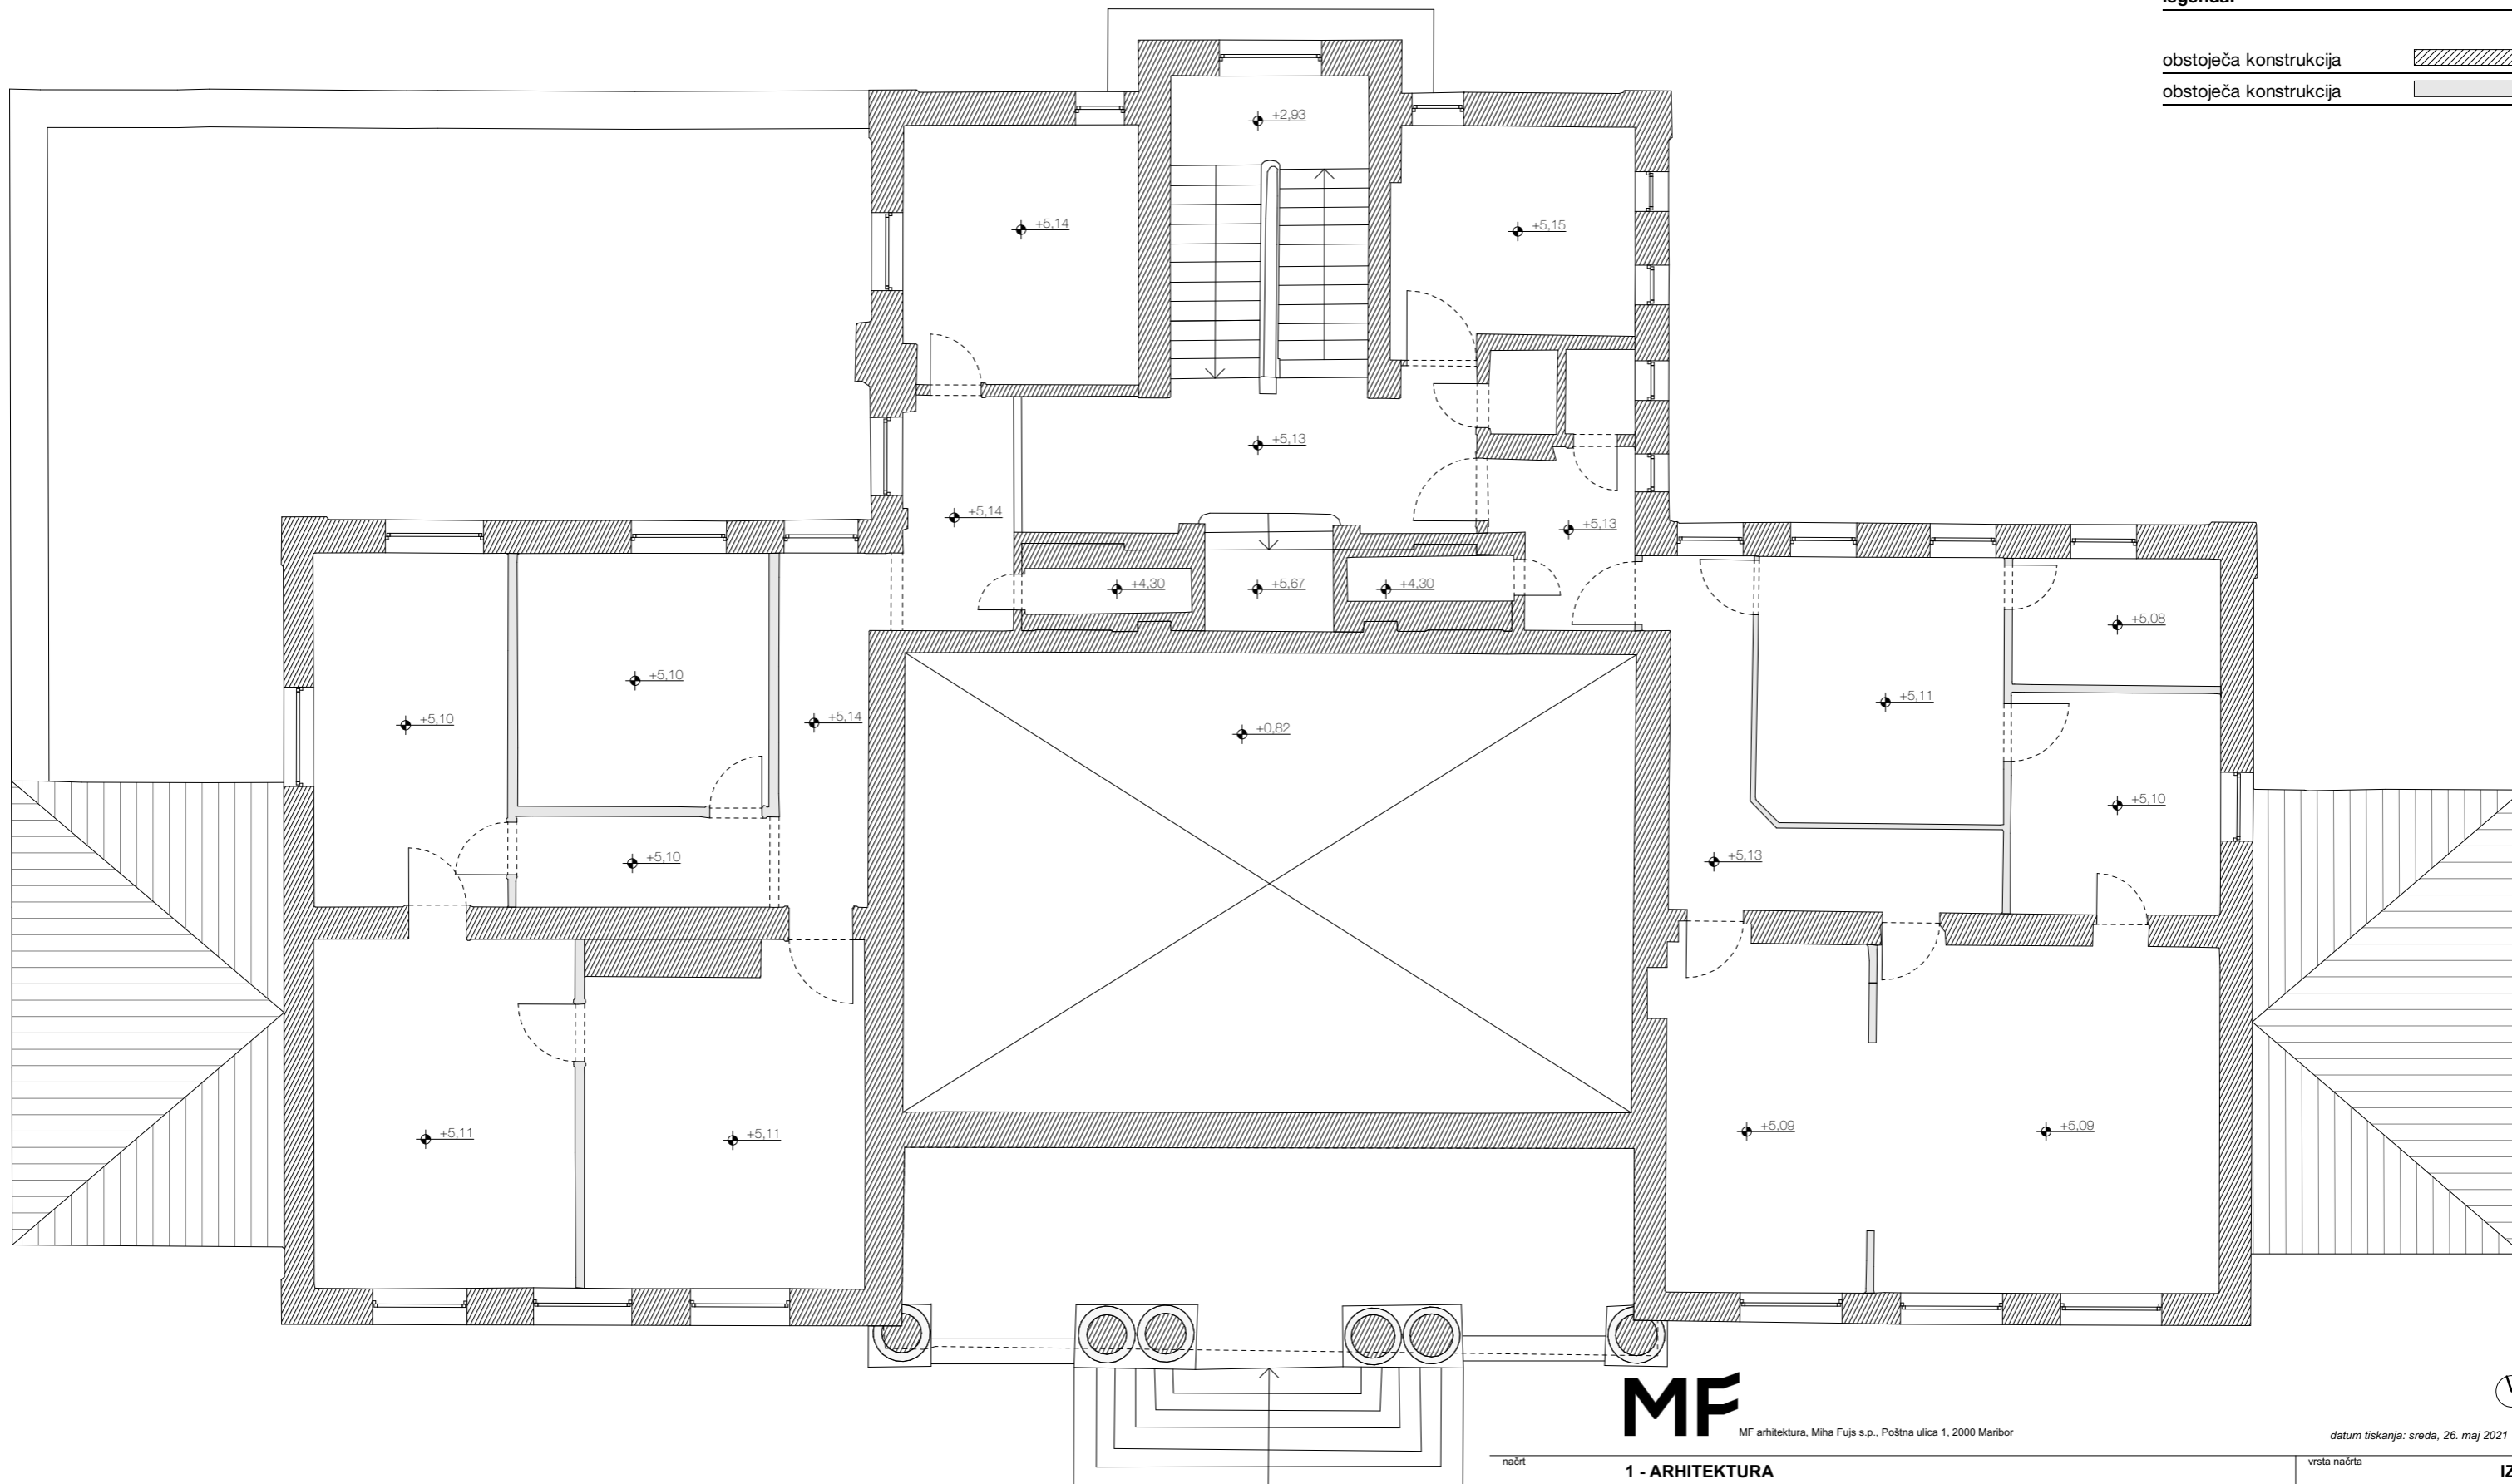 legenda:
obstoječa konstrukcija
obstoječa konstrukcija
+2,93
+5,14
+5,15
+5,13
+5,14
+5,13
+4,30
+5,67
+4,30
+5,08
+5,10
+5,11
+5,10
+5,14
+0,82
+5,10
+5,10
+5,13
+5,11
+5,11
+5,09
+5,09
MF
MF arhitektura, Miha Fujs s.p., Poštna ulica 1, 2000 Maribor
datum tiskanja: sreda, 26. maj 2021
načrt
1 - ARHITEKTURA
vrsta načrta